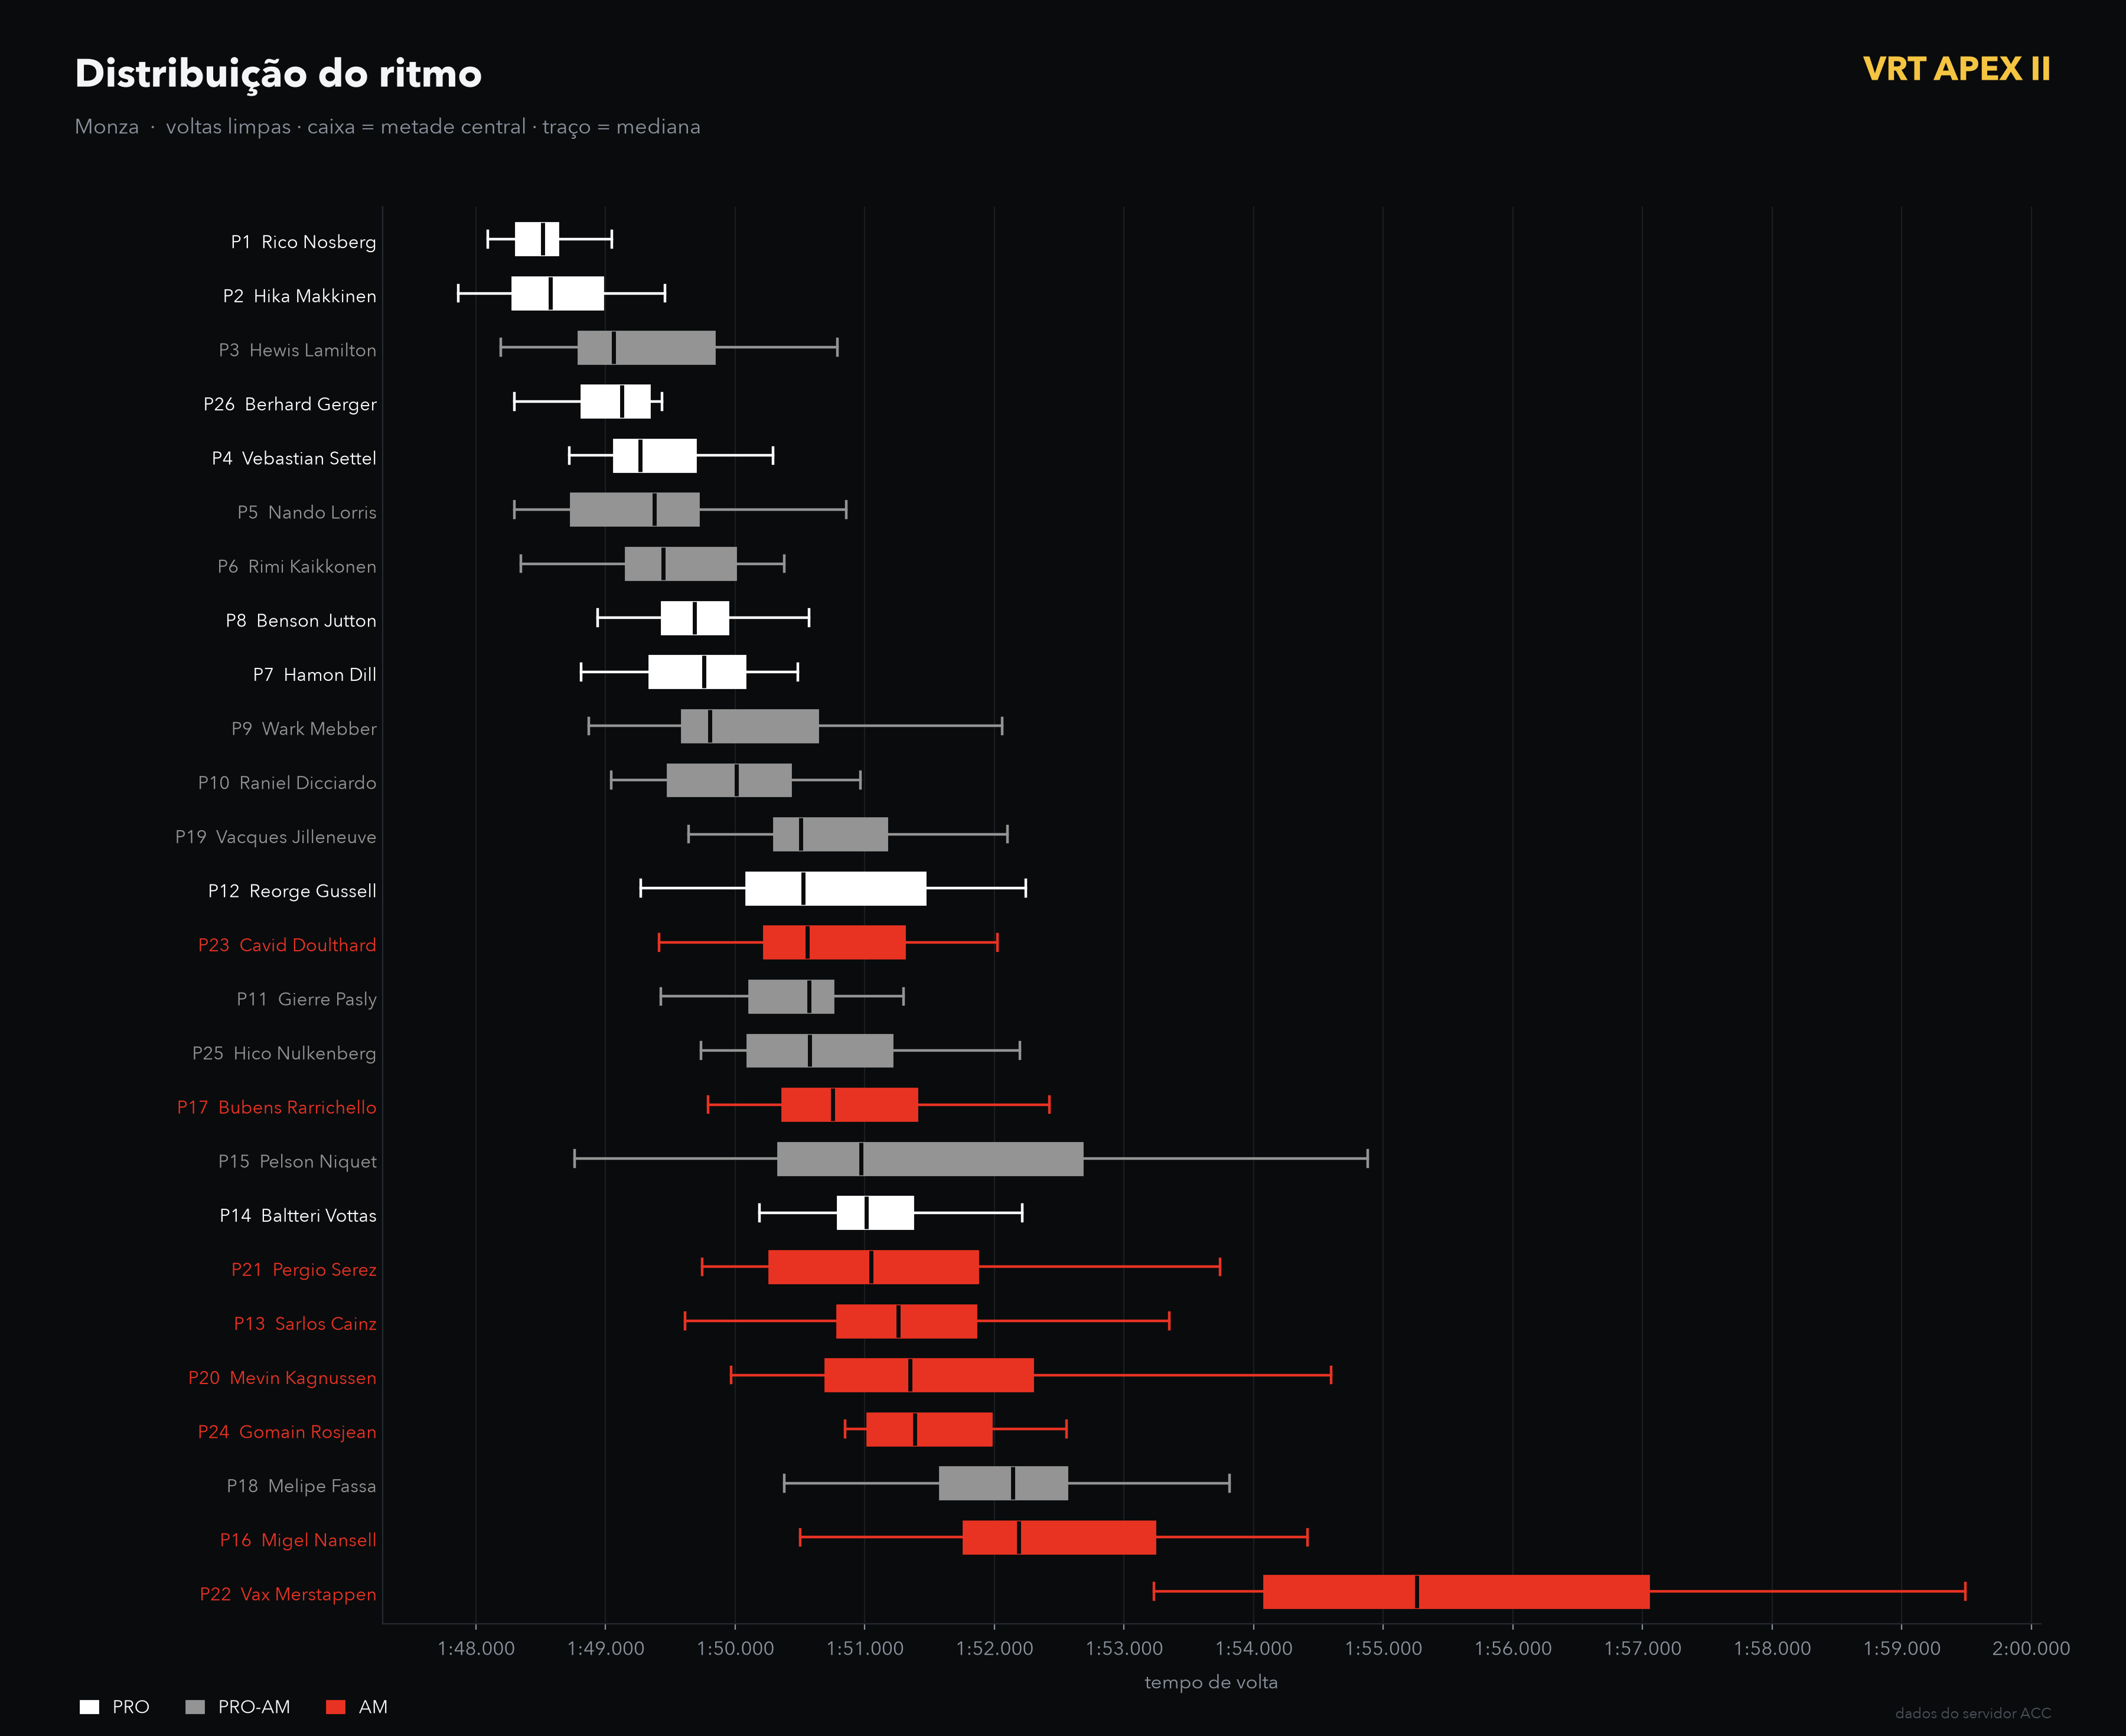 Distribuição do ritmo
VRT APEX II
Monza · voltas limpas · caixa = metade central · traço = mediana
P1 Rico Nosberg
P2 Hika Makkinen
P3 Hewis Lamilton
P26 Berhard Gerger
P4 Vebastian Settel
P5 Nando Lorris
P6 Rimi Kaikkonen
P8 Benson Jutton
P7 Hamon Dill
P9 Wark Mebber
P10 Raniel Dicciardo
P19 Vacques Jilleneuve
P12 Reorge Gussell
P23 Cavid Doulthard
P11 Gierre Pasly
P25 Hico Nulkenberg
P17 Bubens Rarrichello
P15 Pelson Niquet
P14 Baltteri Vottas
P21 Pergio Serez
P13 Sarlos Cainz
P20 Mevin Kagnussen
P24 Gomain Rosjean
P18 Melipe Fassa
P16 Migel Nansell
P22 Vax Merstappen
1:48.000 1:49.000 1:50.000 1:51.000 1:52.000 1:53.000 1:54.000 1:55.000 1:56.000 1:57.000 1:58.000 1:59.000 2:00.000
tempo de volta
PRO PRO-AM AM
dados do servidor ACC